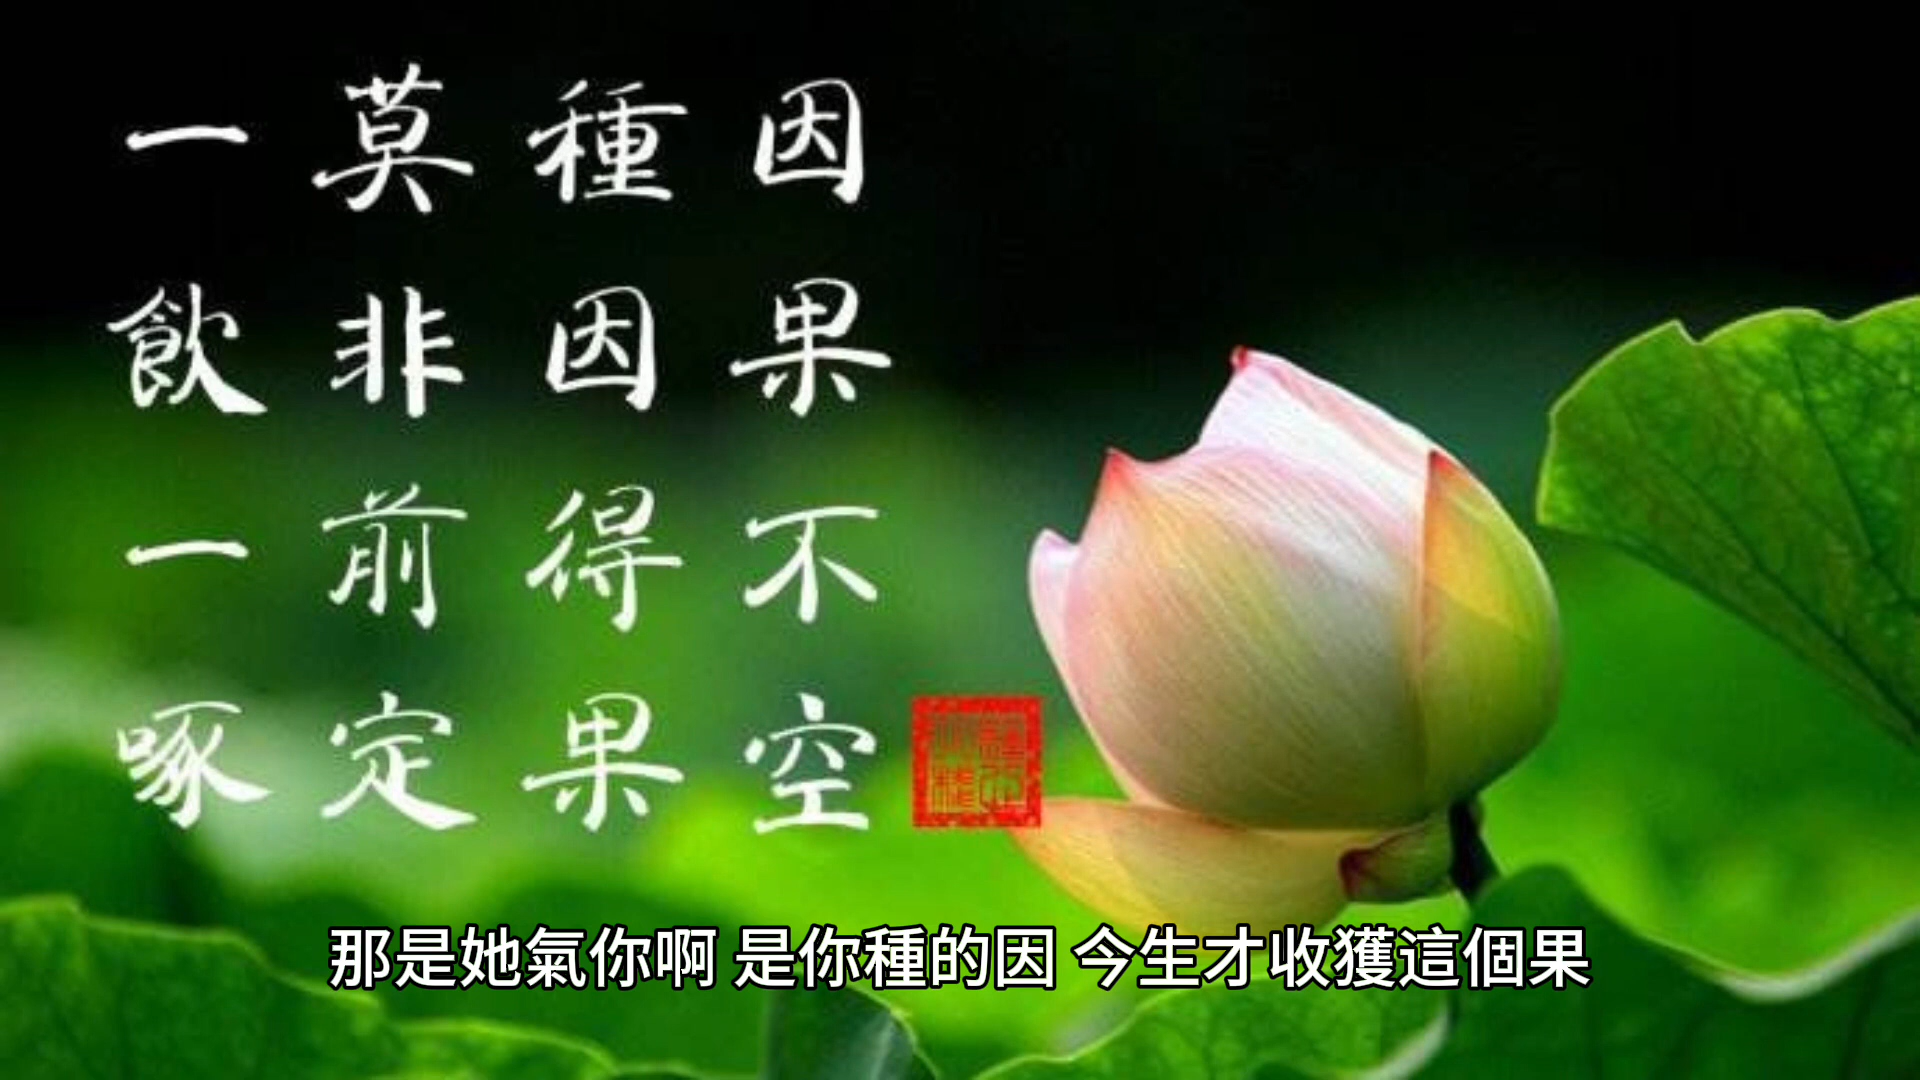 因果不空
種因得果
莫非前定
一飲一啄
那是她氣你啊 是你種的因 今生才收獲這個果